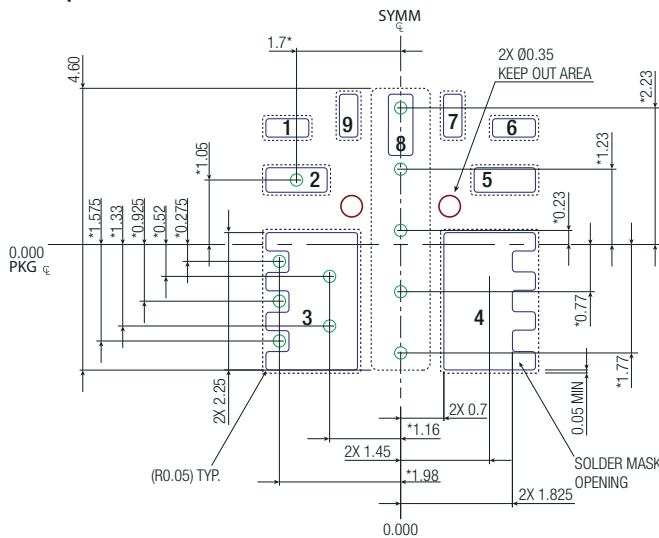 SYMM
℄
1.7*
2X Ø0.35
KEEP OUT AREA
4.60
*2.23
1
9
8
7
6
*1.05
*1.23
2
5
*1.575
*1.33
*0.925
*0.52
*0.275
*0.23
0.000
PKG ℄
3
4
*0.77
*1.77
2X 2.25
0.05 MIN
2X 0.7
*1.16
2X 1.45
(R0.05) TYP.
*1.98
SOLDER MASK
OPENING
2X 1.825
0.000